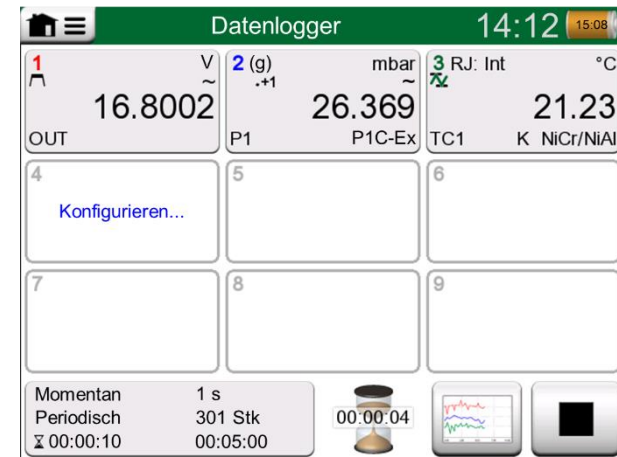 Datenlogger 14:12 15:08
1 V
~
16.8002
OUT
2 (g) mbar
.+1 ~
26.369
P1 P1C-Ex
3 RJ: Int °C
21.23
TC1 K NiCr/NiAl
4
Konfigurieren...
5
6
7
8
9
Momentan 1 s
Periodisch 301 Stk
00:00:10 00:05:00
00:00:04